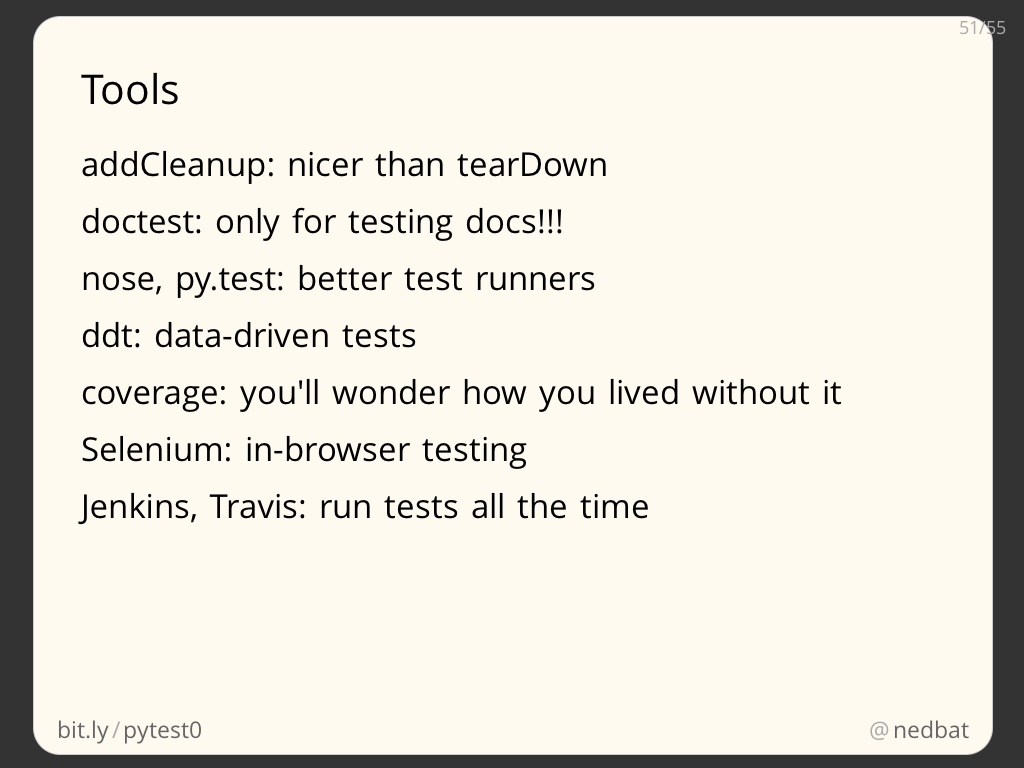 51/55
Tools
addCleanup: nicer than tearDown
doctest: only for testing docs!!!
nose, py.test: better test runners
ddt: data-driven tests
coverage: you'll wonder how you lived without it
Selenium: in-browser testing
Jenkins, Travis: run tests all the time
bit.ly/pytest0
@nedbat